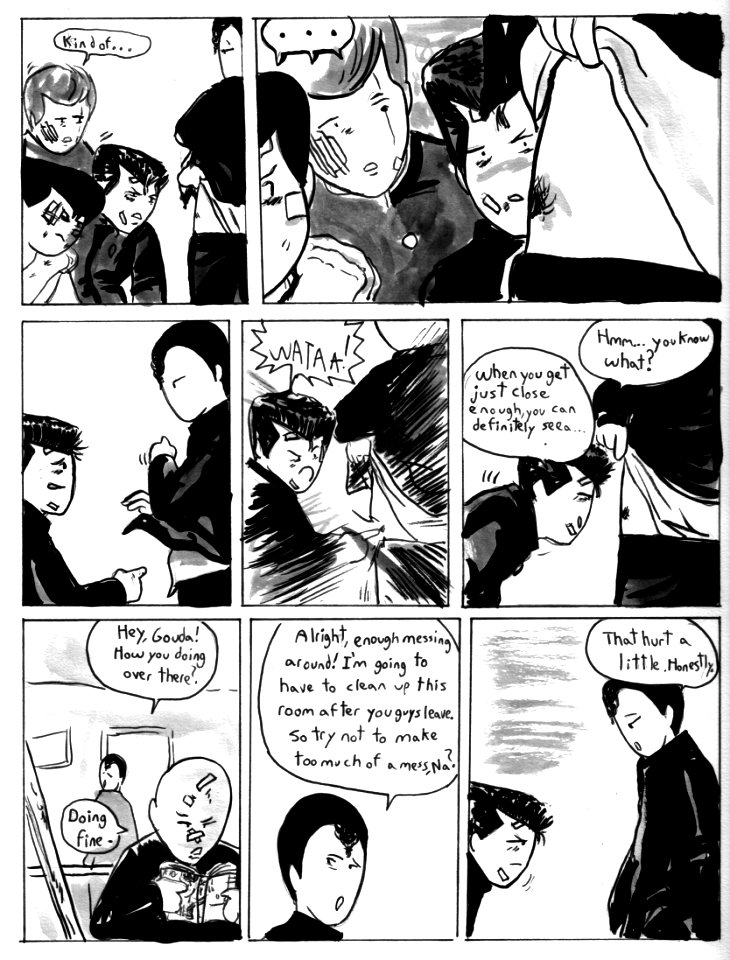 Kind of...
...
WATAA!
Hmm... you know
what?
When you get
just close
enough, you can
definitely seea...
Hey, Gouda!
How you doing
over there?
Doing
fine.
Alright, enough messing
around! I'm going to
have to clean up this
room after you guys leave.
So try not to make
too much of a mess, Na?
That hurt a
little. Honestly.